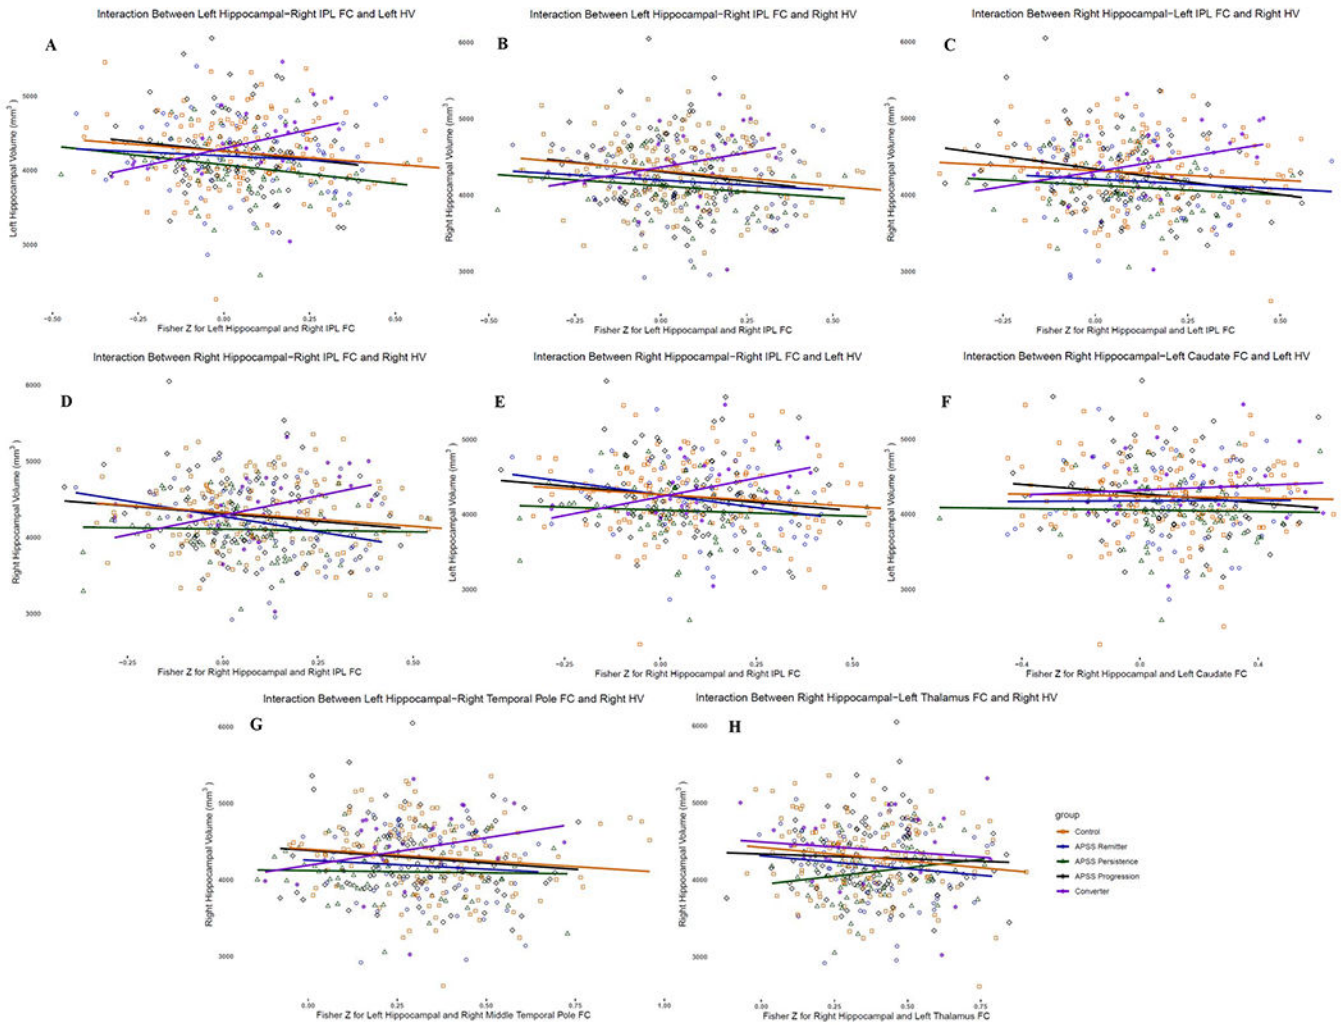 Interaction Between Left Hippocampal−Right IPL FC and Left HV
A
Left Hippocampal Volume (mm³)
5000
4000
3000
−0.50 −0.25 0.00 0.25 0.50
Fisher Z for Left Hippocampal and Right IPL FC
Interaction Between Left Hippocampal−Right IPL FC and Right HV
B
Right Hippocampal Volume (mm³)
6000
5000
4000
3000
−0.50 −0.25 0.00 0.25 0.50
Fisher Z for Left Hippocampal and Right IPL FC
Interaction Between Right Hippocampal−Left IPL FC and Right HV
C
Right Hippocampal Volume (mm³)
6000
5000
4000
3000
−0.25 0.00 0.25 0.50
Fisher Z for Right Hippocampal and Left IPL FC
Interaction Between Right Hippocampal−Right IPL FC and Right HV
D
Right Hippocampal Volume (mm³)
6000
5000
4000
3000
−0.25 0.00 0.25 0.50
Fisher Z for Right Hippocampal and Right IPL FC
Interaction Between Right Hippocampal−Right IPL FC and Left HV
E
Left Hippocampal Volume (mm³)
5000
4000
3000
−0.25 0.00 0.25 0.50
Fisher Z for Right Hippocampal and Right IPL FC
Interaction Between Right Hippocampal−Left Caudate FC and Left HV
F
Left Hippocampal Volume (mm³)
5000
4000
3000
−0.4 0.0 0.4
Fisher Z for Right Hippocampal and Left Caudate FC
Interaction Between Left Hippocampal−Right Temporal Pole FC and Right HV
G
Right Hippocampal Volume (mm³)
6000
5000
4000
3000
0.00 0.25 0.50 0.75 1.00
Fisher Z for Left Hippocampal and Right Middle Temporal Pole FC
Interaction Between Right Hippocampal−Left Thalamus FC and Right HV
H
Right Hippocampal Volume (mm³)
6000
5000
4000
3000
0.00 0.25 0.50 0.75
Fisher Z for Right Hippocampal and Left Thalamus FC
group
Control
APSS Remitter
APSS Persistence
APSS Progression
Converter